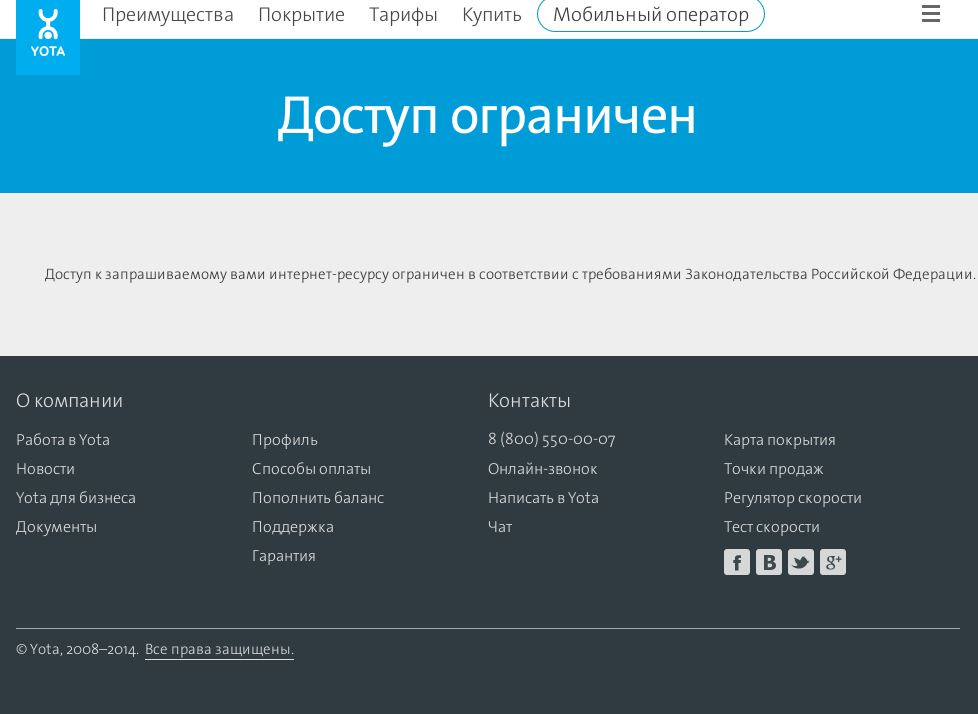 Преимущества Покрытие Тарифы Купить Мобильный оператор
YOTA
Доступ ограничен
Доступ к запрашиваемому вами интернет-ресурсу ограничен в соответствии с требованиями Законодательства Российской Федерации.
О компании
Контакты
Работа в Yota
Профиль
8 (800) 550-00-07
Карта покрытия
Новости
Способы оплаты
Онлайн-звонок
Точки продаж
Yota для бизнеса
Пополнить баланс
Написать в Yota
Регулятор скорости
Документы
Поддержка
Чат
Тест скорости
Гарантия
f B g+
© Yota, 2008–2014. Все права защищены.